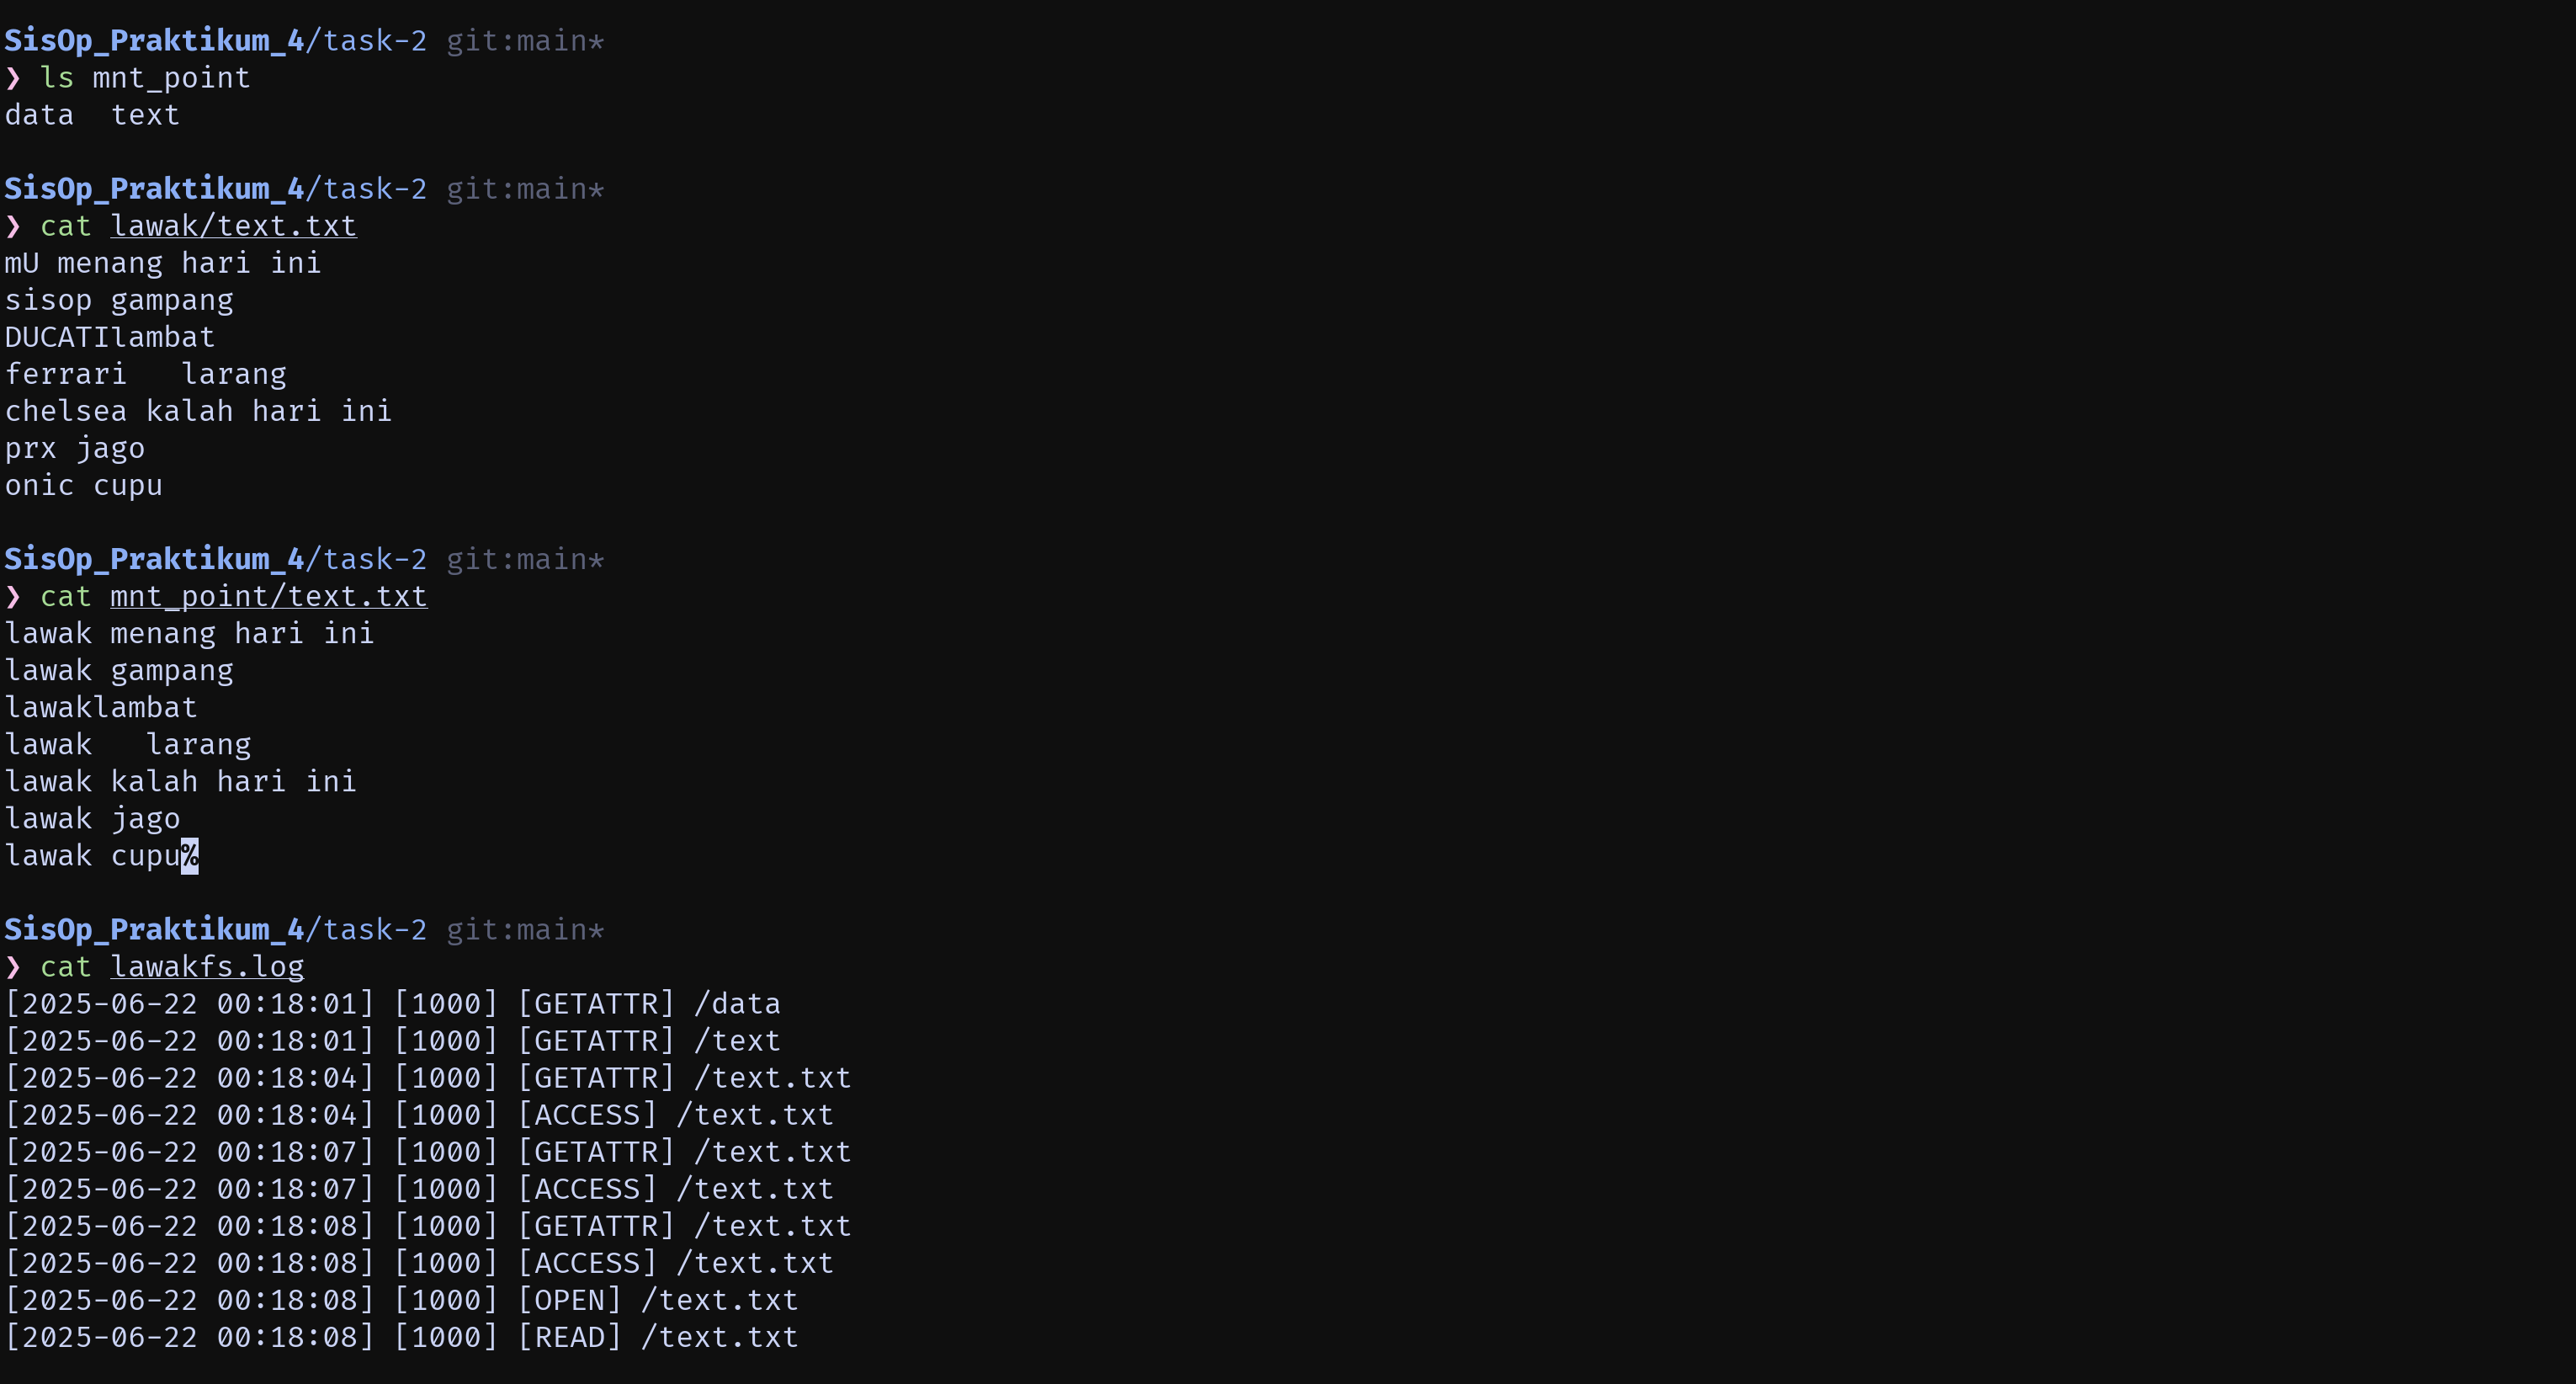 SisOp_Praktikum_4/task-2 git:main*
❯ ls mnt_point
data  text
SisOp_Praktikum_4/task-2 git:main*
❯ cat lawak/text.txt
mU menang hari ini
sisop gampang
DUCATIlambat
ferrari   larang
chelsea kalah hari ini
prx jago
onic cupu
SisOp_Praktikum_4/task-2 git:main*
❯ cat mnt_point/text.txt
lawak menang hari ini
lawak gampang
lawaklambat
lawak   larang
lawak kalah hari ini
lawak jago
lawak cupu%
SisOp_Praktikum_4/task-2 git:main*
❯ cat lawakfs.log
[2025-06-22 00:18:01] [1000] [GETATTR] /data
[2025-06-22 00:18:01] [1000] [GETATTR] /text
[2025-06-22 00:18:04] [1000] [GETATTR] /text.txt
[2025-06-22 00:18:04] [1000] [ACCESS] /text.txt
[2025-06-22 00:18:07] [1000] [GETATTR] /text.txt
[2025-06-22 00:18:07] [1000] [ACCESS] /text.txt
[2025-06-22 00:18:08] [1000] [GETATTR] /text.txt
[2025-06-22 00:18:08] [1000] [ACCESS] /text.txt
[2025-06-22 00:18:08] [1000] [OPEN] /text.txt
[2025-06-22 00:18:08] [1000] [READ] /text.txt